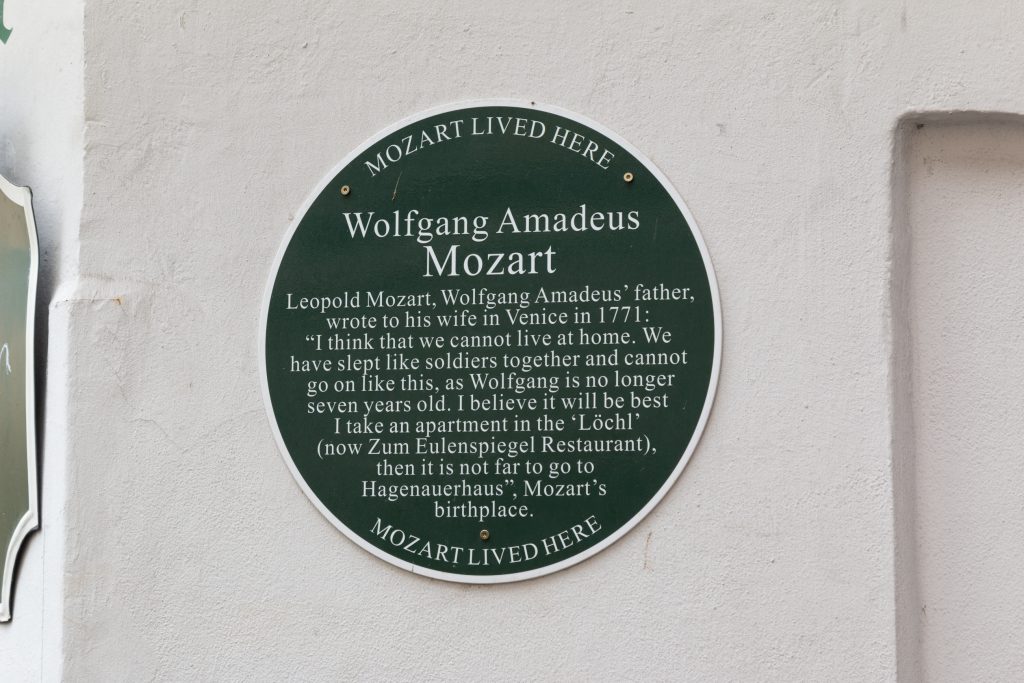 MOZART LIVED HERE
Wolfgang Amadeus
Mozart
Leopold Mozart, Wolfgang Amadeus’ father,
wrote to his wife in Venice in 1771:
“I think that we cannot live at home. We
have slept like soldiers together and cannot
go on like this, as Wolfgang is no longer
seven years old. I believe it will be best
I take an apartment in the ‘Löchl’
(now Zum Eulenspiegel Restaurant),
then it is not far to go to
Hagenauerhaus”, Mozart’s
birthplace.
MOZART LIVED HERE